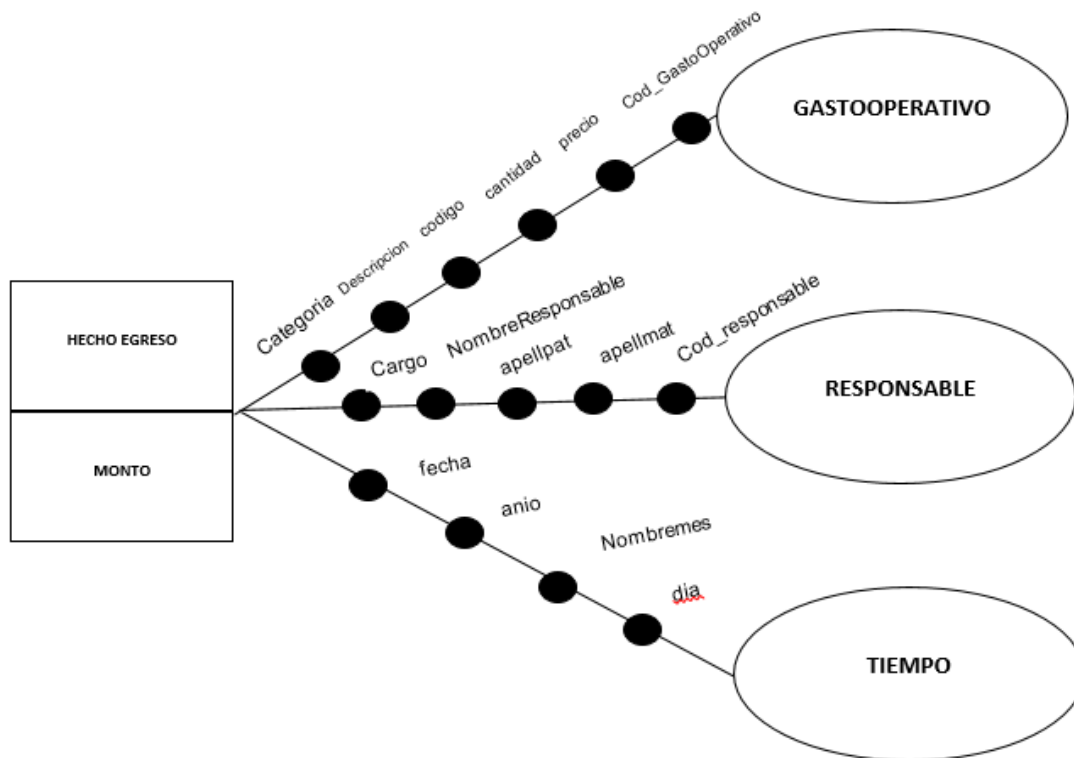 Categoria
Descripcion
codigo
cantidad
precio
Cod_GastoOperativo
GASTOOPERATIVO
HECHO EGRESO
MONTO
Cargo
NombreResponsable
apellpat
apellmat
Cod_responsable
RESPONSABLE
fecha
anio
Nombremes
dia
TIEMPO